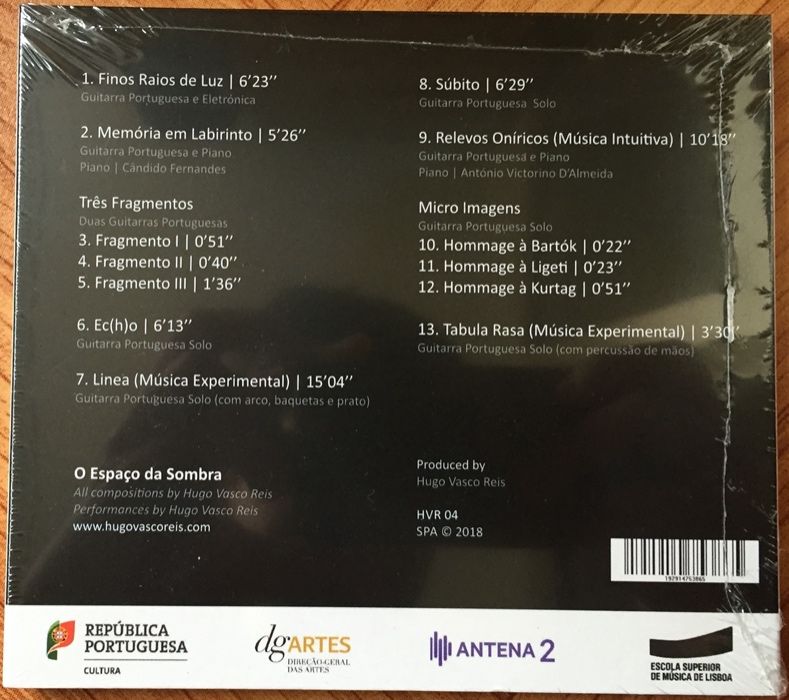 1. Finos Raios de Luz | 6’23’’
Guitarra Portuguesa e Eletrónica
2. Memória em Labirinto | 5’26’’
Guitarra Portuguesa e Piano
Piano | Cândido Fernandes
Três Fragmentos
Duas Guitarras Portuguesas
3. Fragmento I | 0’51’’
4. Fragmento II | 0’40’’
5. Fragmento III | 1’36’’
6. Ec(h)o | 6’13’’
Guitarra Portuguesa Solo
7. Linea (Música Experimental) | 15’04’’
Guitarra Portuguesa Solo (com arco, baquetas e prato)
8. Súbito | 6’29’’
Guitarra Portuguesa Solo
9. Relevos Oníricos (Música Intuitiva) | 10’18’’
Guitarra Portuguesa e Piano
Piano | António Victorino D’Almeida
Micro Imagens
Guitarra Portuguesa Solo
10. Hommage à Bartók | 0’22’’
11. Hommage à Ligeti | 0’23’’
12. Hommage à Kurtag | 0’51’’
13. Tabula Rasa (Música Experimental) | 3’30’’
Guitarra Portuguesa Solo (com percussão de mãos)
O Espaço da Sombra
All compositions by Hugo Vasco Reis
Performances by Hugo Vasco Reis
www.hugovascoreis.com
Produced by
Hugo Vasco Reis
HVR 04
SPA © 2018
192914753865
REPÚBLICA
PORTUGUESA
CULTURA
dgARTES
DIREÇÃO-GERAL
DAS ARTES
ANTENA 2
ESCOLA SUPERIOR
DE MÚSICA DE LISBOA